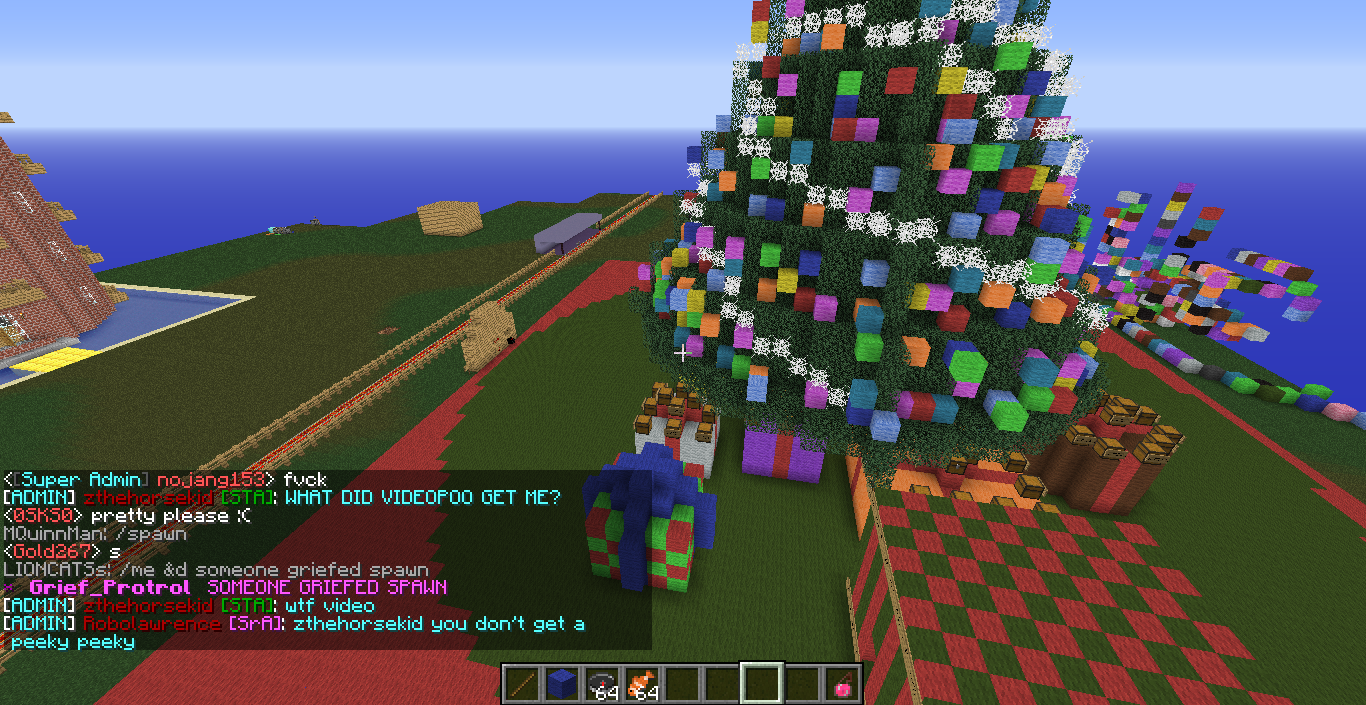 <[Super Admin] nojang153> fvck
[ADMIN] zthehorsekid [STA]: WHAT DID VIDEOPOO GET ME?
<0SKS0> pretty please :C
MQuinnMan: /spawn
<Gold267> s
LIONCAT3s: /me &d someone griefed spawn
* Grief_Protrol SOMEONE GRIEFED SPAWN
[ADMIN] zthehorsekid [STA]: wtf video
[ADMIN] Robolawrence [SrA]: zthehorsekid you don't get a
peeky peeky
64 64